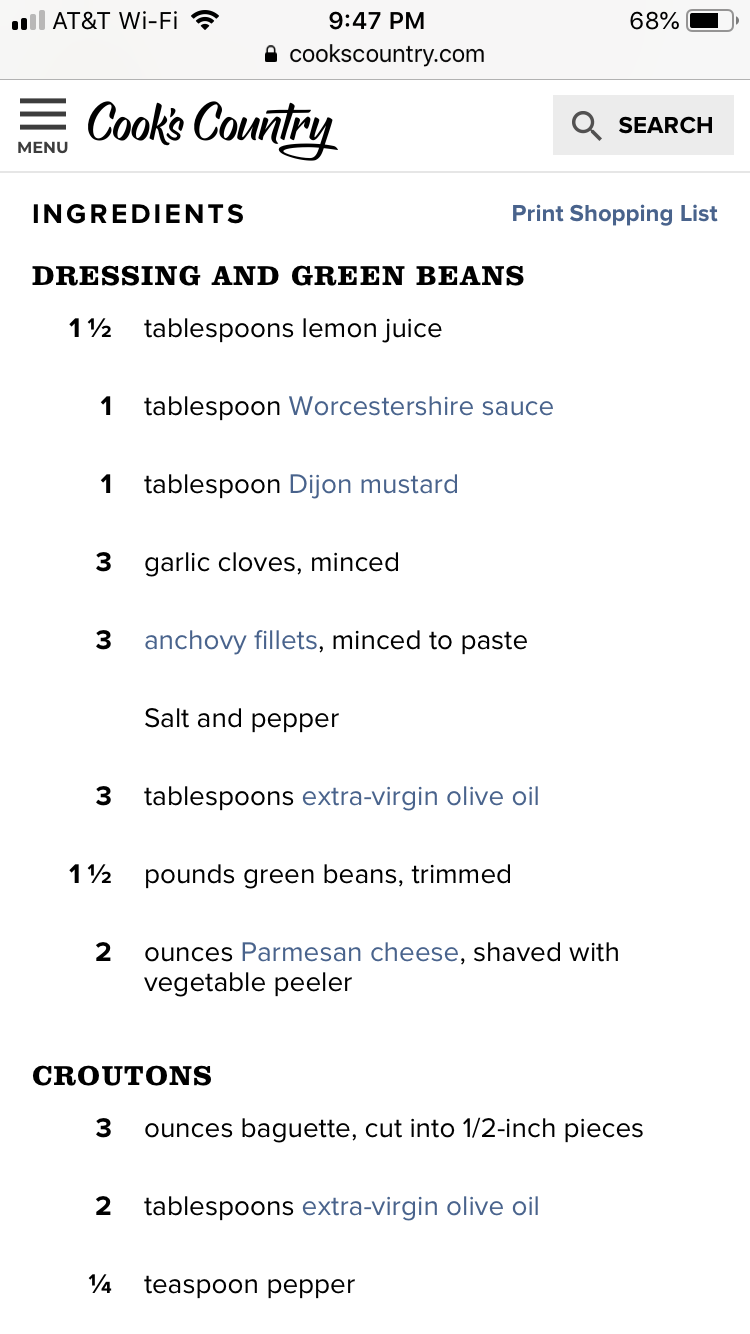 AT&T Wi-Fi 9:47 PM 68%
cookscountry.com
MENU Cook's Country SEARCH
INGREDIENTS Print Shopping List
DRESSING AND GREEN BEANS
1 ½ tablespoons lemon juice
1 tablespoon Worcestershire sauce
1 tablespoon Dijon mustard
3 garlic cloves, minced
3 anchovy fillets, minced to paste
Salt and pepper
3 tablespoons extra-virgin olive oil
1 ½ pounds green beans, trimmed
2 ounces Parmesan cheese, shaved with
vegetable peeler
CROUTONS
3 ounces baguette, cut into 1/2-inch pieces
2 tablespoons extra-virgin olive oil
¼ teaspoon pepper